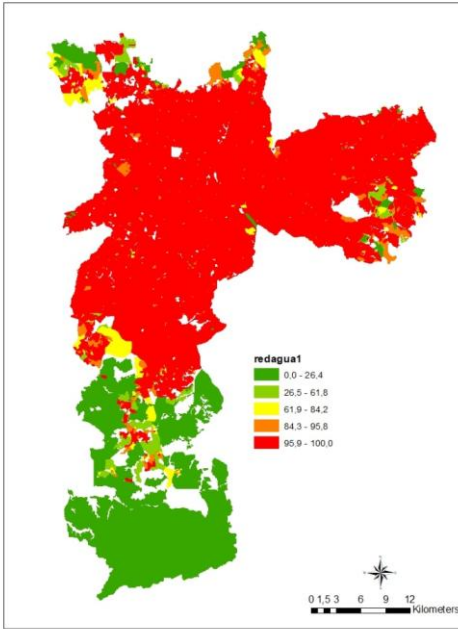 redagua1
0,0 - 26,4
26,5 - 61,8
61,9 - 84,2
84,3 - 95,8
95,9 - 100,0
0 1,5 3 6 9 12
Kilometers